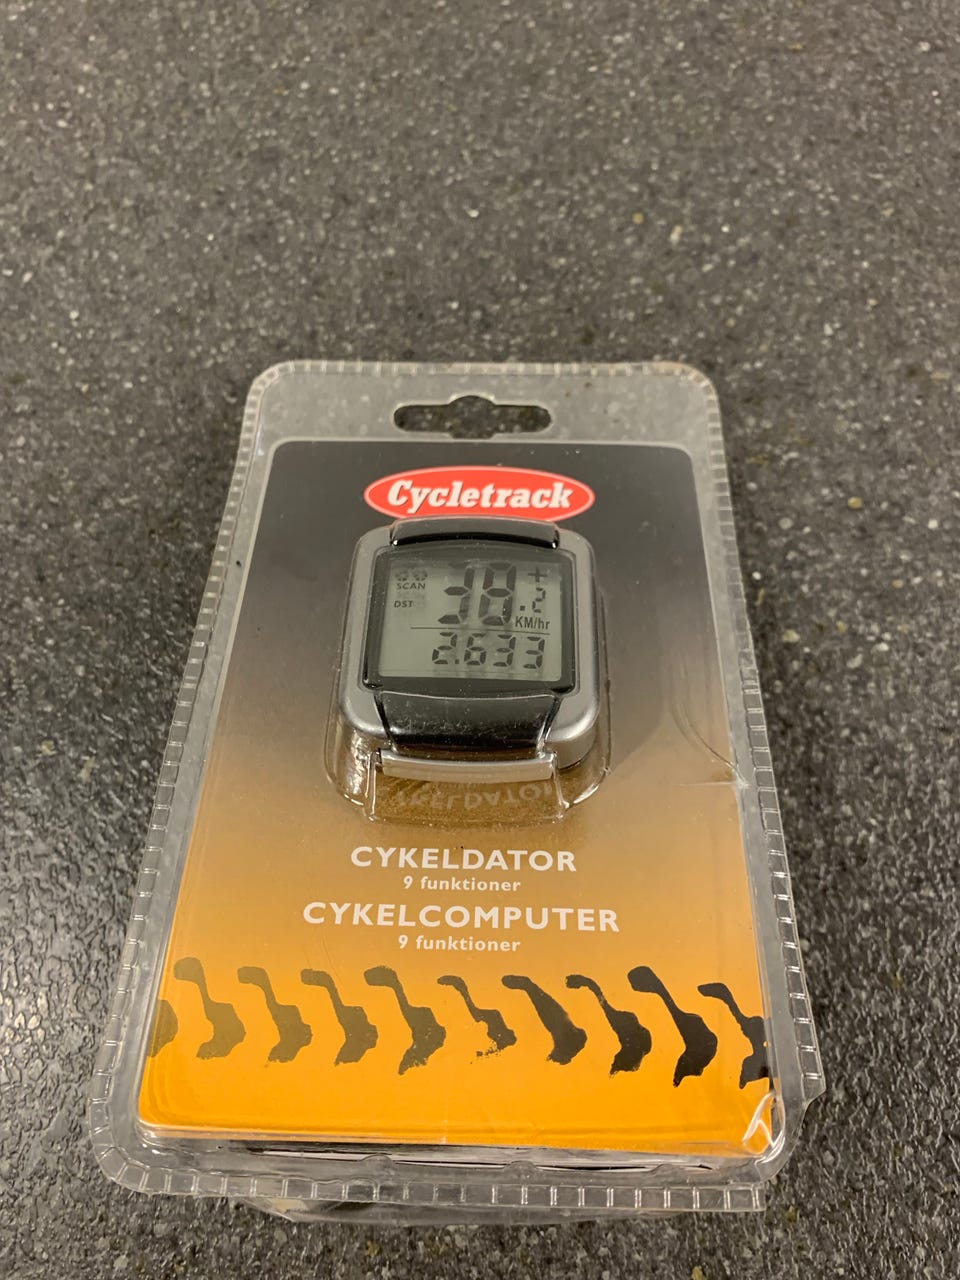 Cycletrack
SCAN
38.2
DST
KM/hr
2.633
CYKELDATOR
9 funktioner
CYKELCOMPUTER
9 funktioner